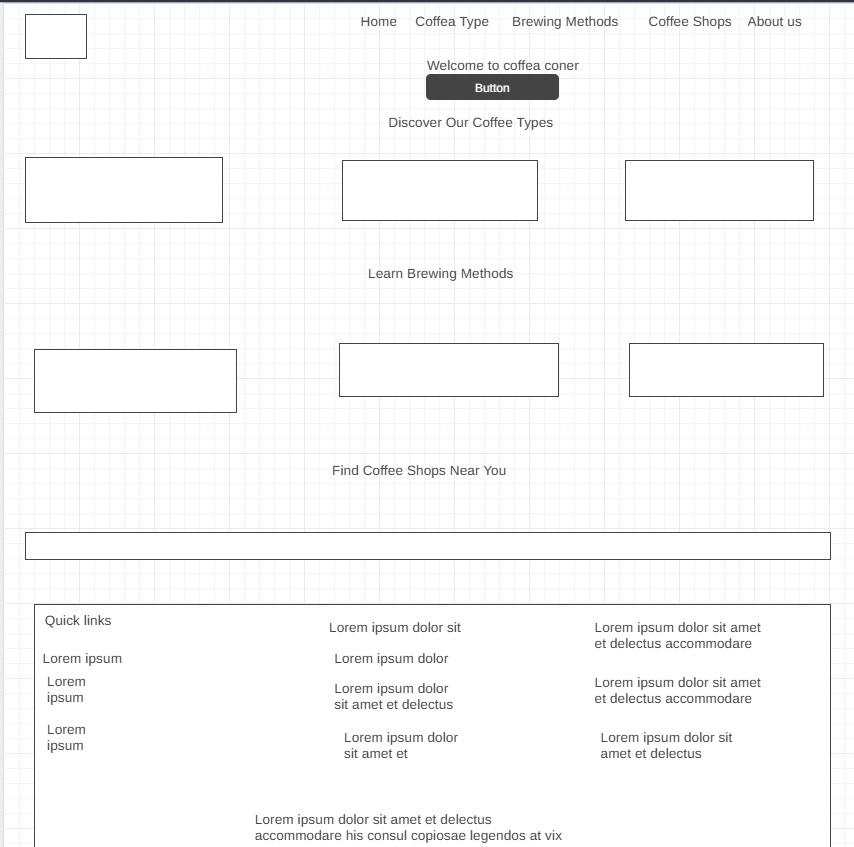 Home Coffea Type Brewing Methods Coffee Shops About us
Welcome to coffea coner
Button
Discover Our Coffee Types
Learn Brewing Methods
Find Coffee Shops Near You
Quick links
Lorem ipsum
Lorem
ipsum
Lorem
ipsum
Lorem ipsum dolor sit
Lorem ipsum dolor
Lorem ipsum dolor
sit amet et delectus
Lorem ipsum dolor
sit amet et
Lorem ipsum dolor sit amet
et delectus accommodare
Lorem ipsum dolor sit amet
et delectus accommodare
Lorem ipsum dolor sit
amet et delectus
Lorem ipsum dolor sit amet et delectus
accommodare his consul copiosae legendos at vix